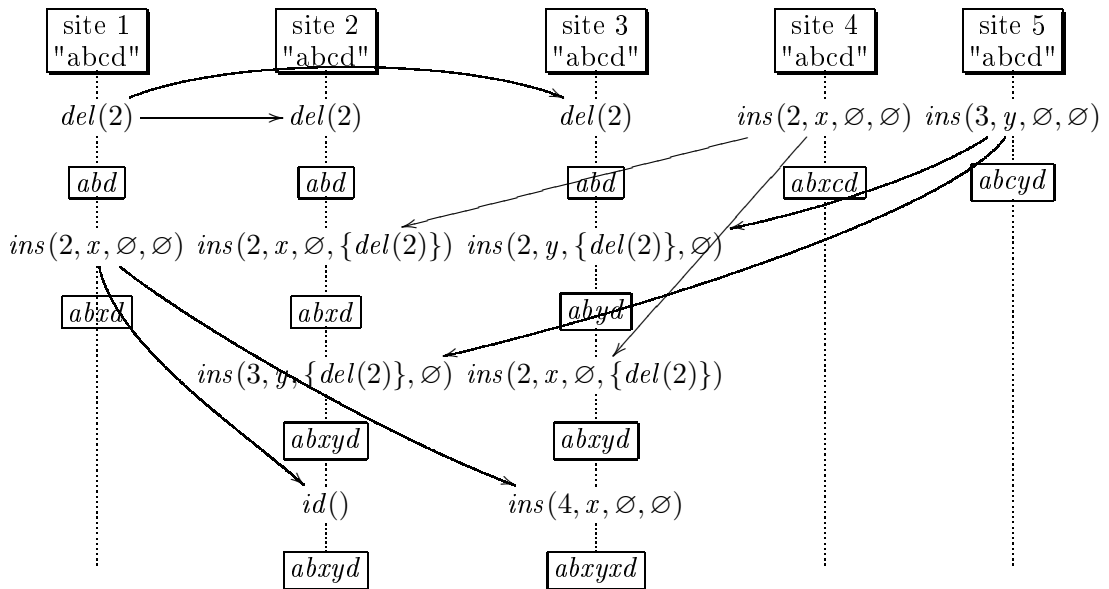 site 1 site 2 site 3 site 4 site 5
"abcd" "abcd" "abcd" "abcd" "abcd"
del(2) del(2) del(2) ins(2, x, ∅, ∅) ins(3, y, ∅, ∅)
abd abd abd abxcd abcyd
ins(2, x, ∅, ∅) ins(2, x, ∅, {del(2)}) ins(2, y, {del(2)}, ∅)
abxd abxd abyd
ins(3, y, {del(2)}, ∅) ins(2, x, ∅, {del(2)})
abxyd abxyd
id() ins(4, x, ∅, ∅)
abxyd abxyxd